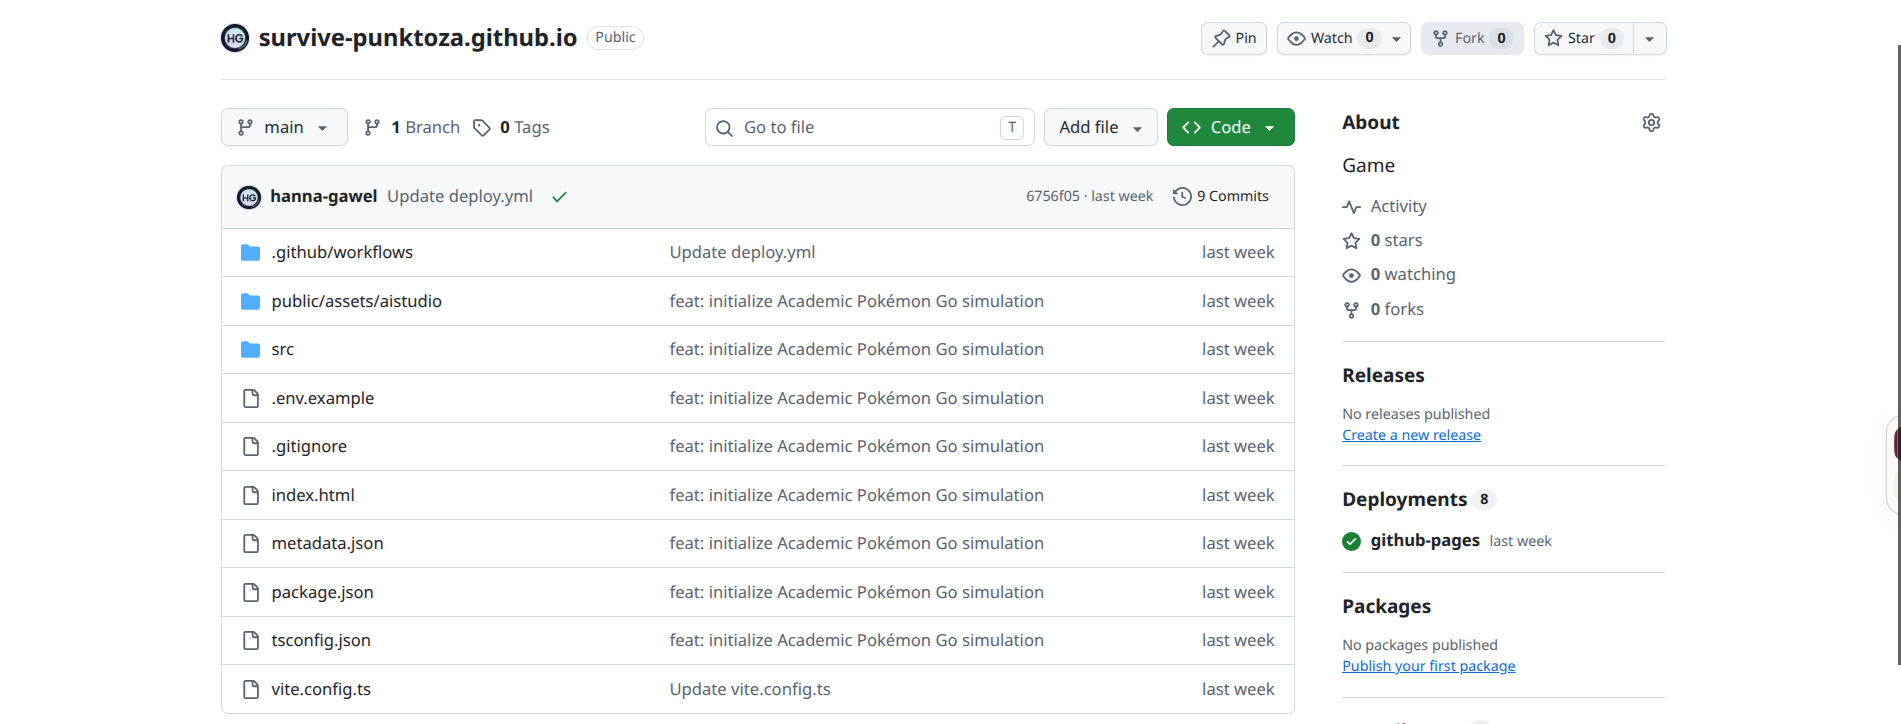 HG survive-punktoza.github.io Public Pin Watch 0 Fork 0 Star 0
main 1 Branch 0 Tags Go to file T Add file Code
HG hanna-gawel Update deploy.yml 6756f05 · last week 9 Commits
.github/workflows Update deploy.yml last week
public/assets/aistudio feat: initialize Academic Pokémon Go simulation last week
src feat: initialize Academic Pokémon Go simulation last week
.env.example feat: initialize Academic Pokémon Go simulation last week
.gitignore feat: initialize Academic Pokémon Go simulation last week
index.html feat: initialize Academic Pokémon Go simulation last week
metadata.json feat: initialize Academic Pokémon Go simulation last week
package.json feat: initialize Academic Pokémon Go simulation last week
tsconfig.json feat: initialize Academic Pokémon Go simulation last week
vite.config.ts Update vite.config.ts last week
About
Game
Activity
0 stars
0 watching
0 forks
Releases
No releases published
Create a new release
Deployments 8
github-pages last week
Packages
No packages published
Publish your first package